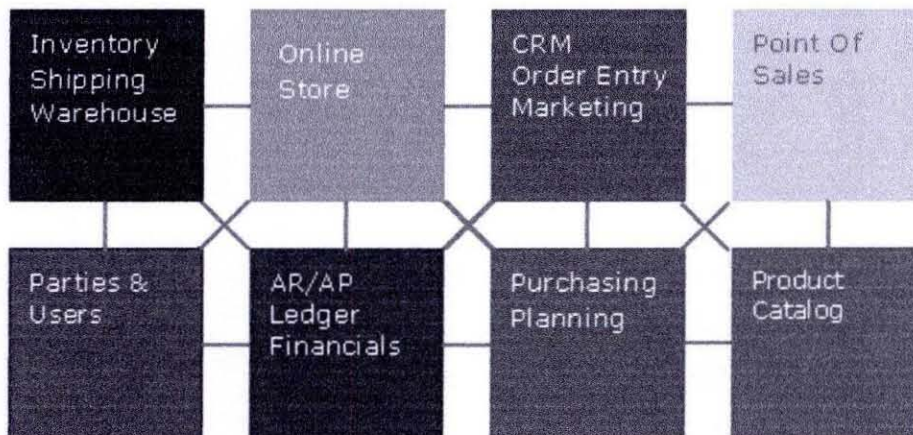 Inventory
Shipping
Warehouse
Online
Store
CRM
Order Entry
Marketing
Point Of
Sales
Parties &
Users
AR/AP
Ledger
Financials
Purchasing
Planning
Product
Catalog